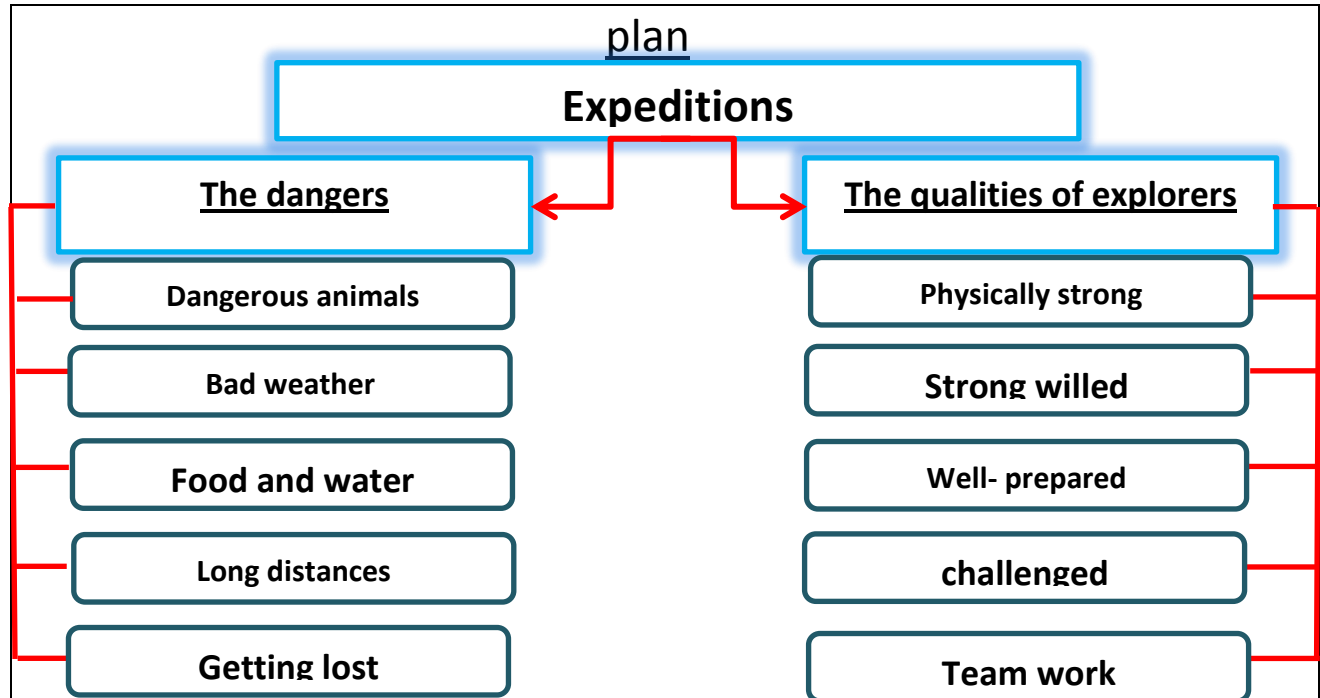 plan
Expeditions
The dangers
The qualities of explorers
Dangerous animals
Physically strong
Bad weather
Strong willed
Food and water
Well- prepared
Long distances
challenged
Getting lost
Team work